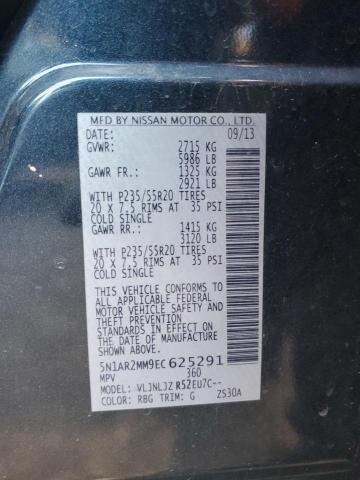 MFD BY NISSAN MOTOR CO., LTD.
DATE: 09/13
GVWR: 2715 KG
5986 LB
GAWR FR.: 1325 KG
2921 LB
WITH P235/55R20 TIRES
20 X 7.5 RIMS AT 35 PSI
COLD SINGLE
GAWR RR.: 1415 KG
3120 LB
WITH P235/55R20 TIRES
20 X 7.5 RIMS AT 35 PSI
COLD SINGLE
THIS VEHICLE CONFORMS TO ALL
APPLICABLE U.S. FEDERAL
MOTOR VEHICLE SAFETY AND
THEFT PREVENTION
STANDARDS IN EFFECT ON THE
DATE OF MANUFACTURE
SHOWN ABOVE.
5N1AR2MM9EC625291
MPV 360
MODEL: VLJNLJZ R52EU7C--
COLOR: RBG TRIM: G ZS30A